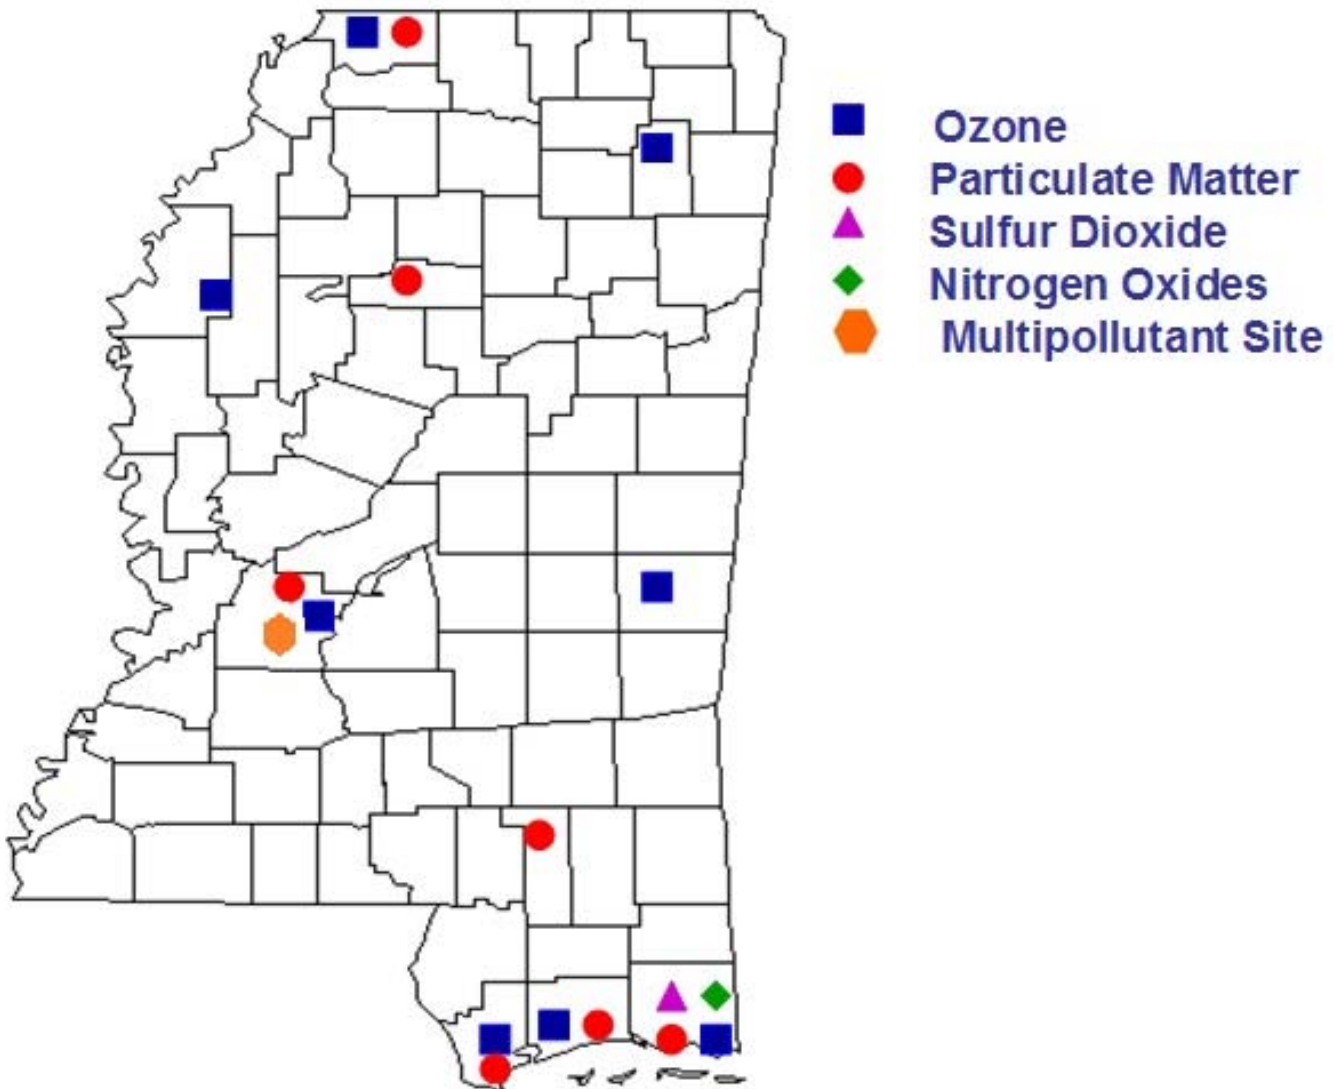 Ozone
Particulate Matter
Sulfur Dioxide
Nitrogen Oxides
Multipollutant Site